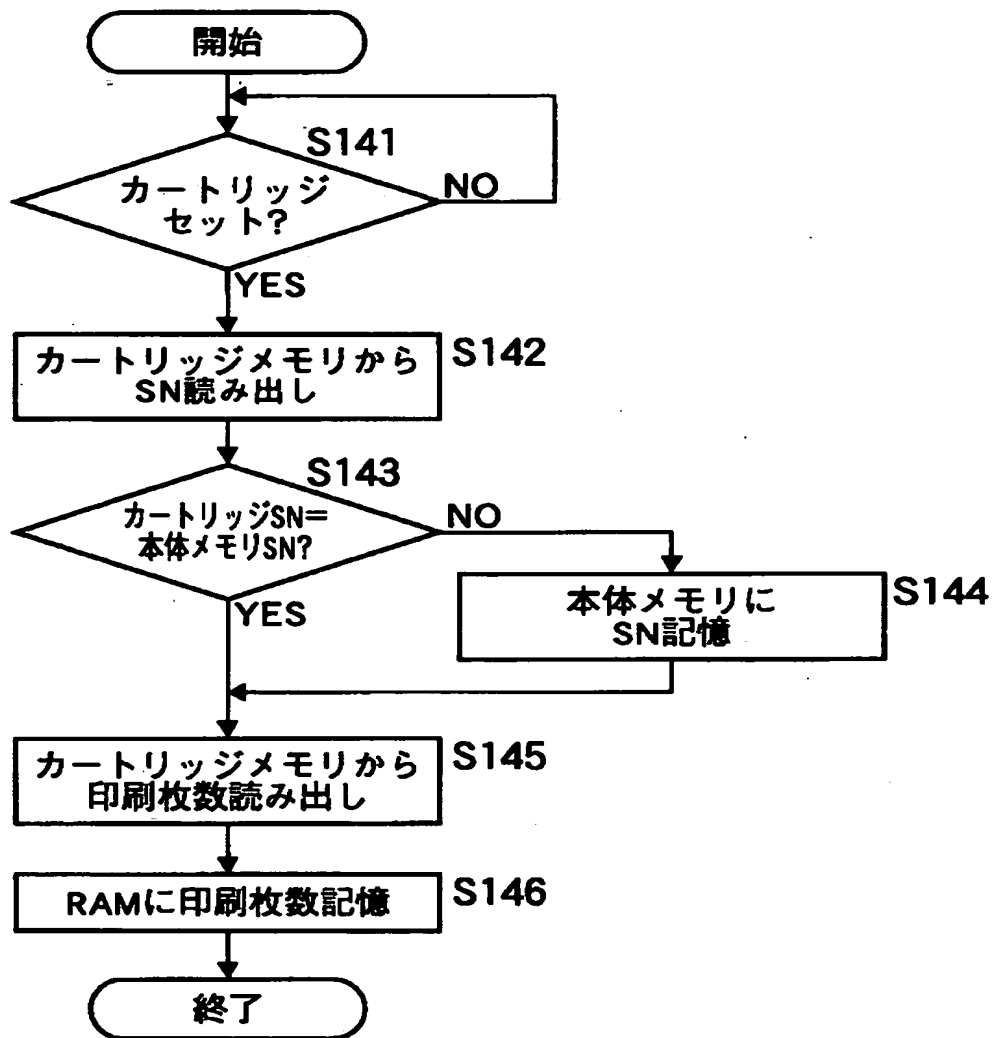 開始
S141
カートリッジ
セット?
NO
YES
カートリッジメモリから
SN読み出し
S142
S143
カートリッジSN=
本体メモリSN?
NO
YES
本体メモリに
SN記憶
S144
カートリッジメモリから
印刷枚数読み出し
S145
RAMに印刷枚数記憶
S146
終了